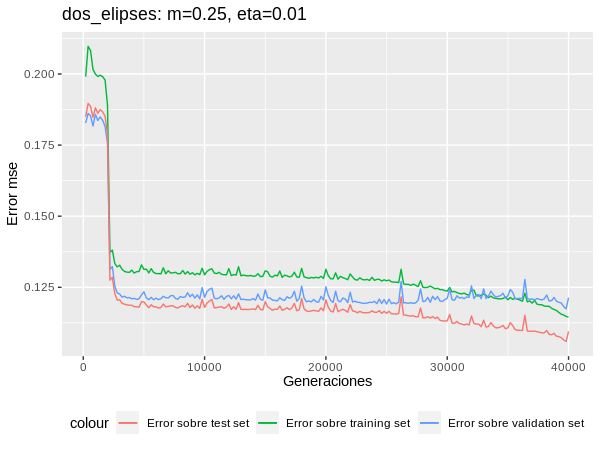 dos_elipses: m=0.25, eta=0.01
Error mse
0.200
0.175
0.150
0.125
0 10000 20000 30000 40000
Generaciones
colour Error sobre test set Error sobre training set Error sobre validation set